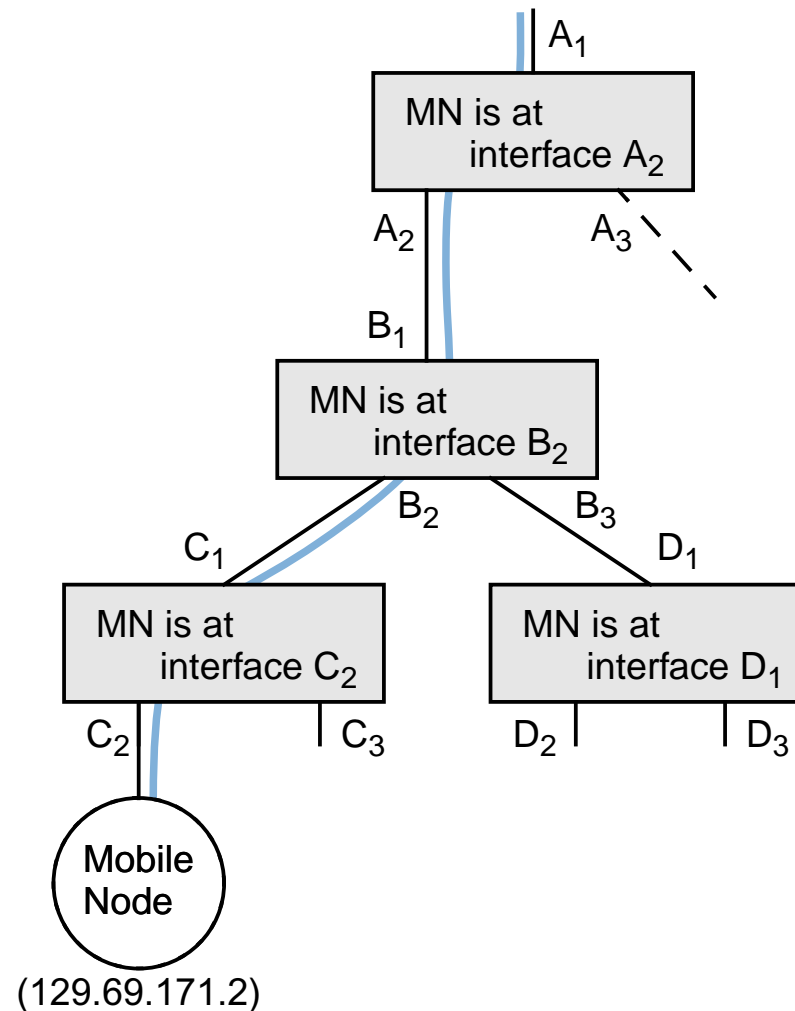 A₁
MN is at
interface A₂
A₂
A₃
B₁
MN is at
interface B₂
B₂
B₃
C₁
D₁
MN is at
interface C₂
MN is at
interface D₁
C₂
C₃
D₂
D₃
Mobile
Node
(129.69.171.2)